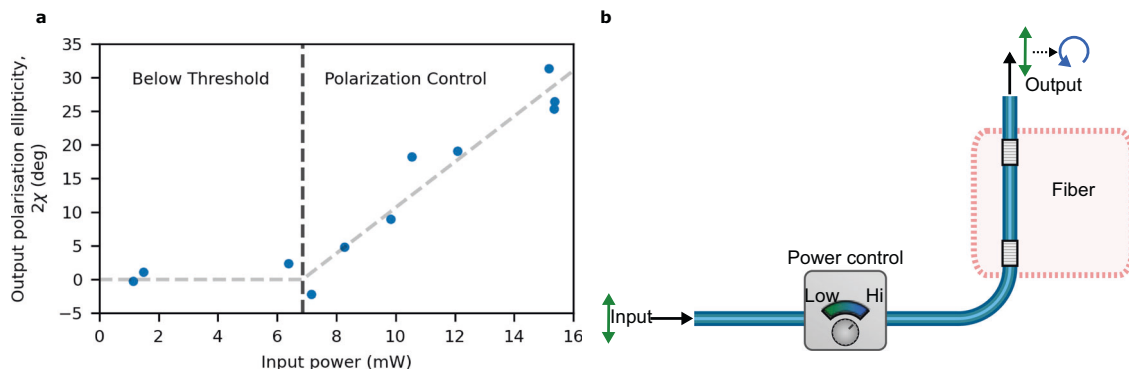 a
Output polarisation ellipticity,
2χ (deg)
35
30
25
20
15
10
5
0
−5
Below Threshold
Polarization Control
0 2 4 6 8 10 12 14 16
Input power (mW)
b
Output
Fiber
Power control
Low Hi
Input